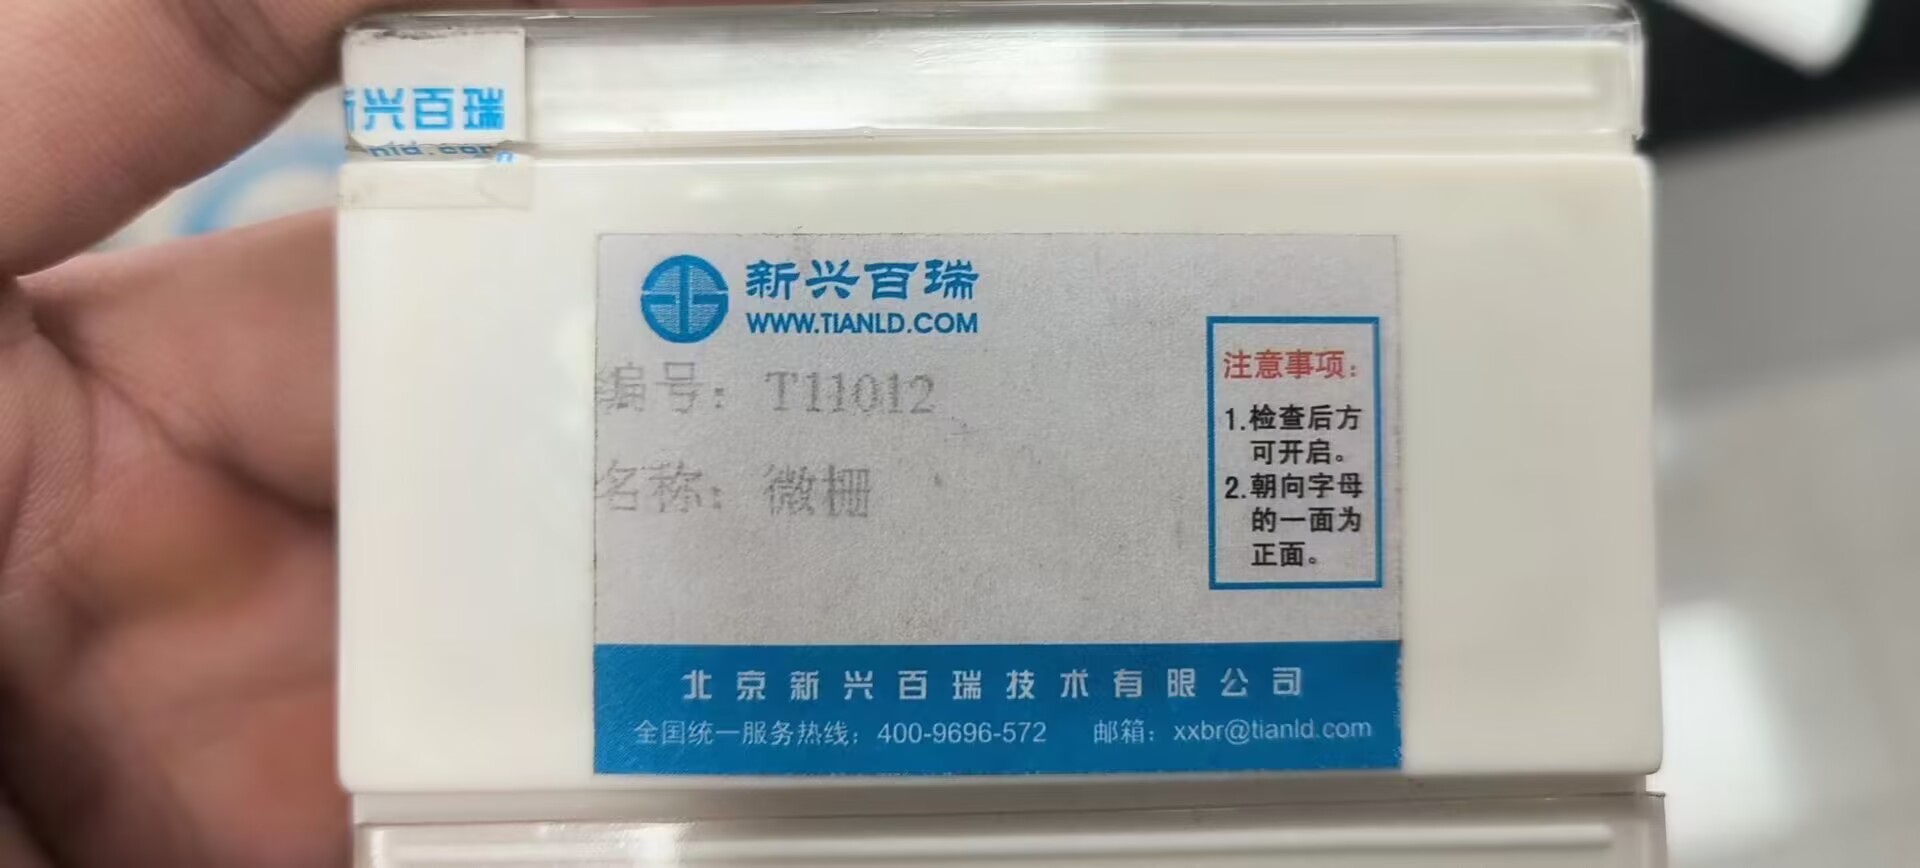 新兴百瑞
新兴百瑞
WWW.TIANLD.COM
编号：T11012
名称：微栅
注意事项：
1.检查后方
可开启。
2.朝向字母
的一面为
正面。
北京新兴百瑞技术有限公司
全国统一服务热线：400-9696-572 邮箱：xxbr@tianld.com